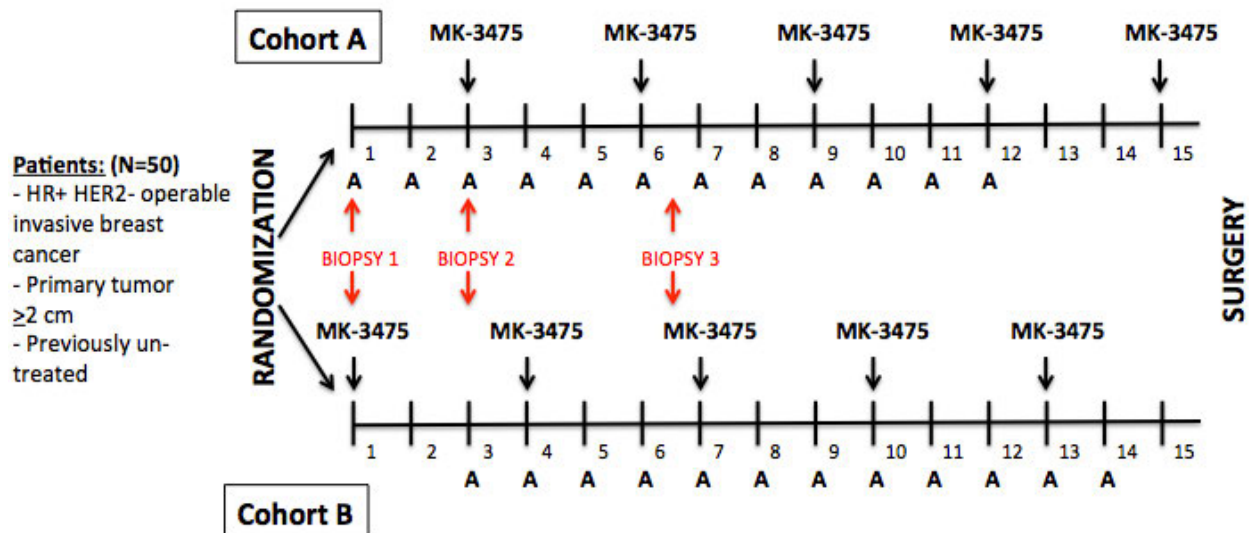 Cohort A
MK-3475 MK-3475 MK-3475 MK-3475 MK-3475
1 2 3 4 5 6 7 8 9 10 11 12 13 14 15
A A A A A A A A A A A A
Patients: (N=50)
- HR+ HER2- operable
invasive breast
cancer
- Primary tumor
≥2 cm
- Previously un-
treated
RANDOMIZATION
BIOPSY 1 BIOPSY 2 BIOPSY 3
SURGERY
MK-3475 MK-3475 MK-3475 MK-3475 MK-3475
1 2 3 4 5 6 7 8 9 10 11 12 13 14 15
A A A A A A A A A A A A
Cohort B